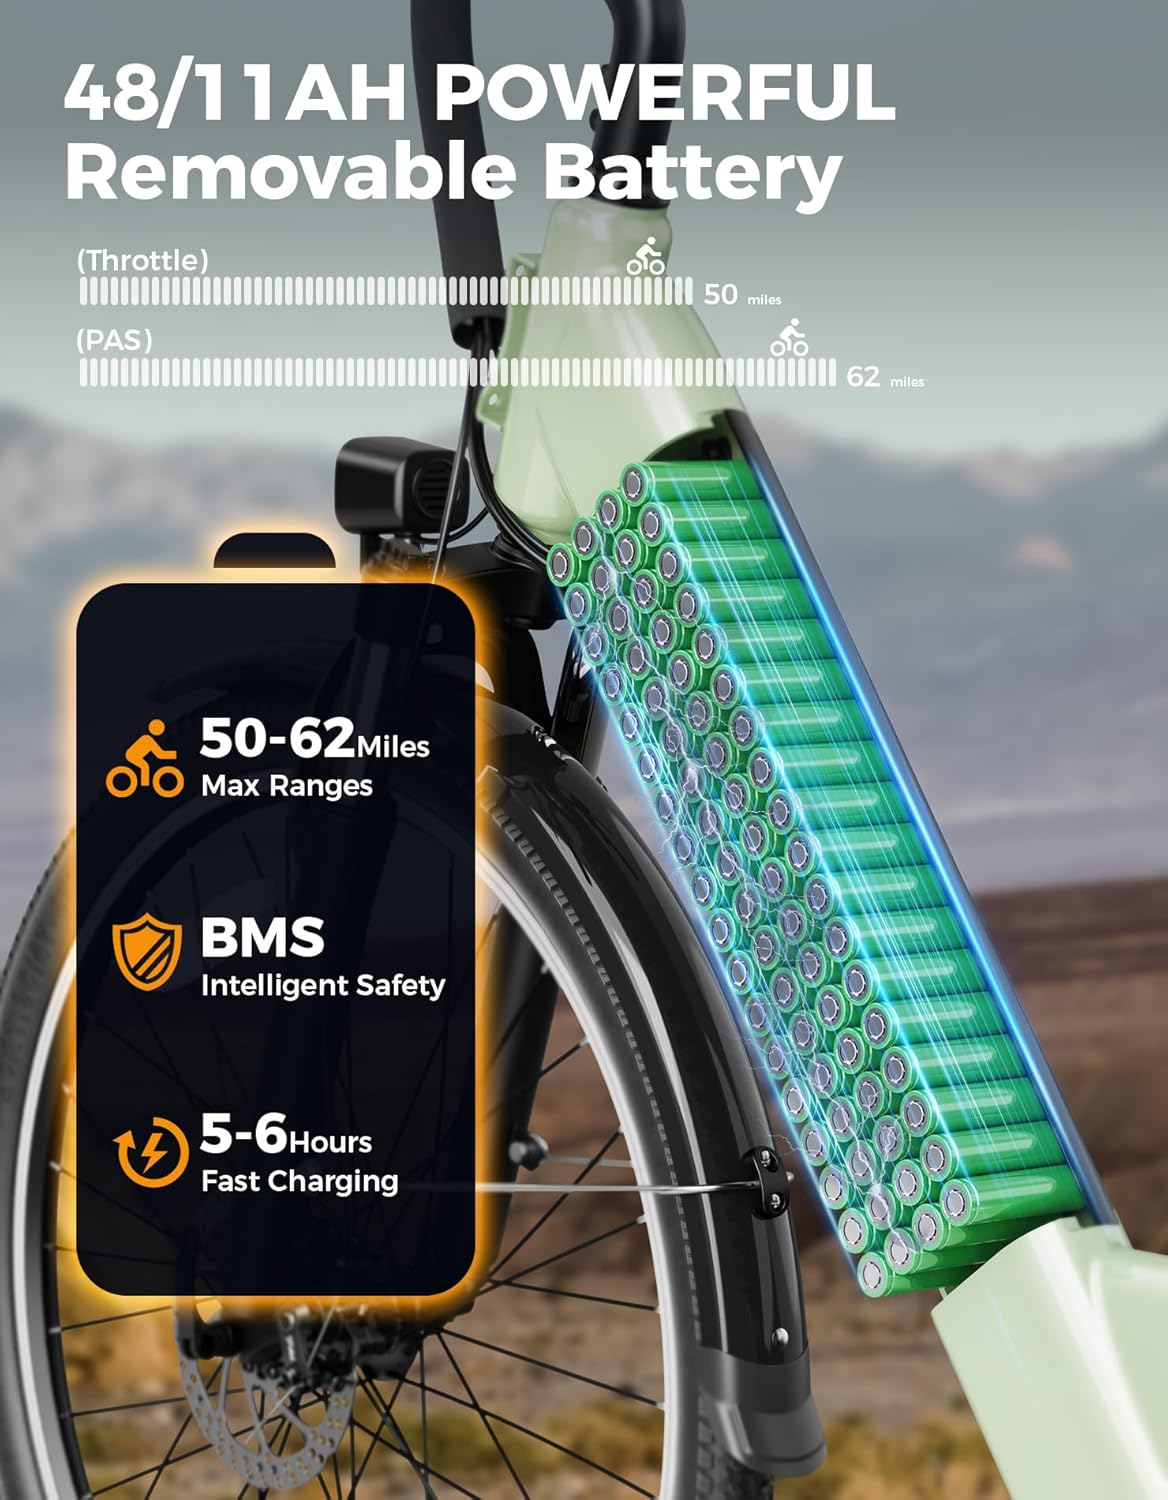 48/11AH POWERFUL
Removable Battery
(Throttle)
50 miles
(PAS)
62 miles
50-62Miles
Max Ranges
BMS
Intelligent Safety
5-6Hours
Fast Charging